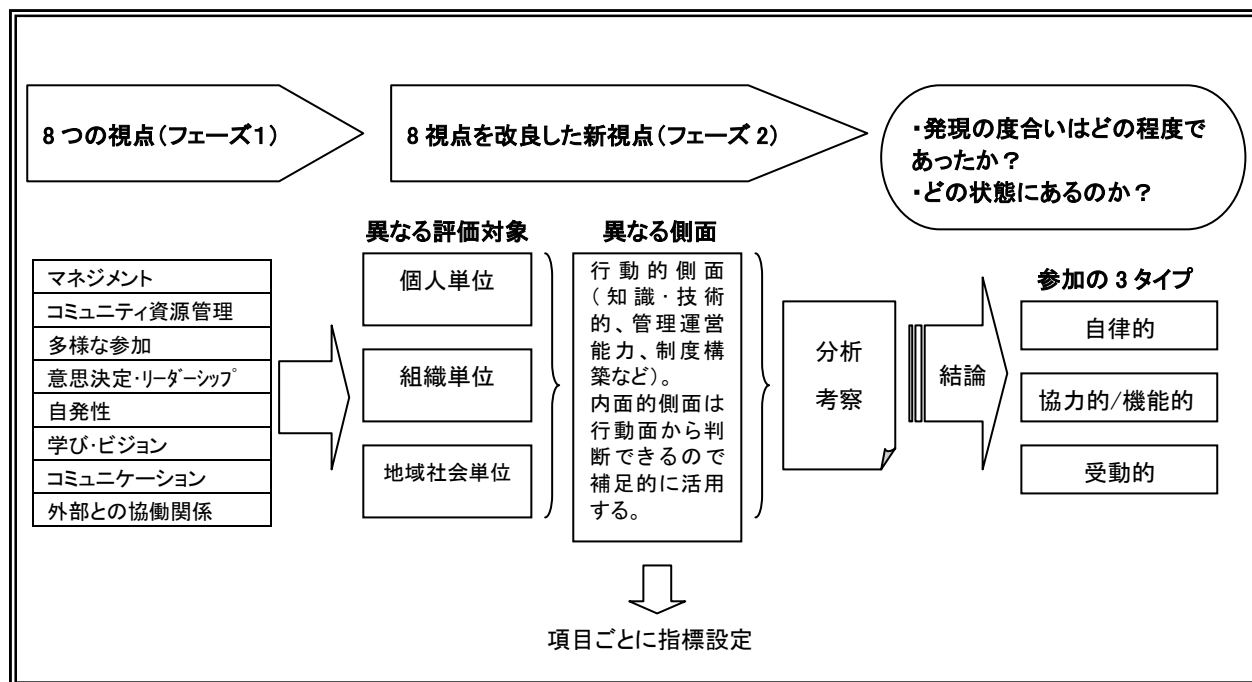 8 つの視点(フェーズ1)
8 視点を改良した新視点(フェーズ 2)
・発現の度合いはどの程度で
あったか?
・どの状態にあるのか?
マネジメント
コミュニティ資源管理
多様な参加
意思決定・リーダーシップ
自発性
学び・ビジョン
コミュニケーション
外部との協働関係
異なる評価対象
個人単位
組織単位
地域社会単位
異なる側面
行動的側面
(知識・技術
的、管理運営
能力、制度構
築など)。
内面的側面は
行動面から判
断できるので
補足的に活用
する。
項目ごとに指標設定
分析
考察
結論
参加の 3 タイプ
自律的
協力的/機能的
受動的